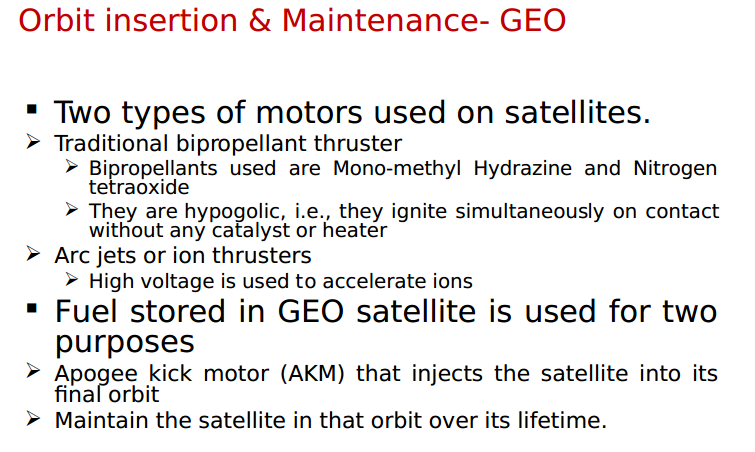 Orbit insertion & Maintenance- GEO
▪ Two types of motors used on satellites.
➢ Traditional bipropellant thruster
➢ Bipropellants used are Mono-methyl Hydrazine and Nitrogen
tetraoxide
➢ They are hypogolic, i.e., they ignite simultaneously on contact
without any catalyst or heater
➢ Arc jets or ion thrusters
➢ High voltage is used to accelerate ions
▪ Fuel stored in GEO satellite is used for two
purposes
➢ Apogee kick motor (AKM) that injects the satellite into its
final orbit
➢ Maintain the satellite in that orbit over its lifetime.